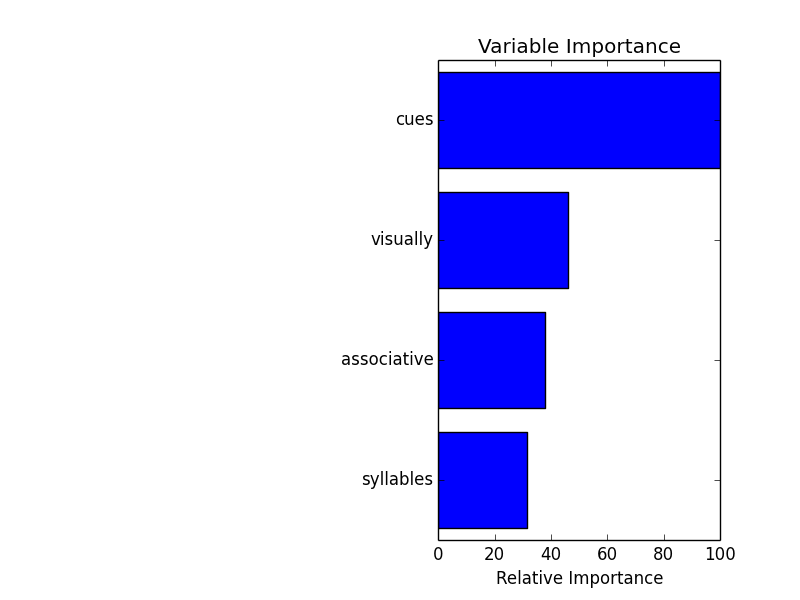 Variable Importance
cues
visually
associative
syllables
0 20 40 60 80 100
Relative Importance